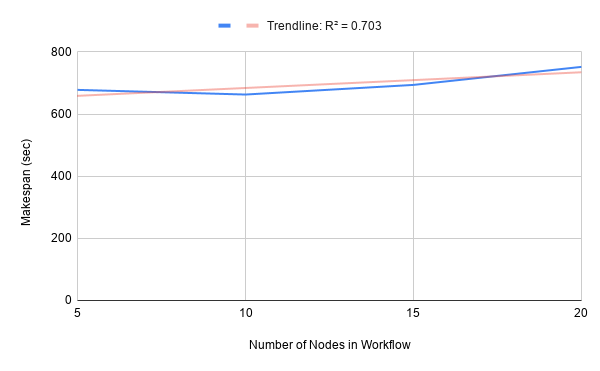 Trendline: R² = 0.703
800
600
400
200
0
Makespan (sec)
5 10 15 20
Number of Nodes in Workflow